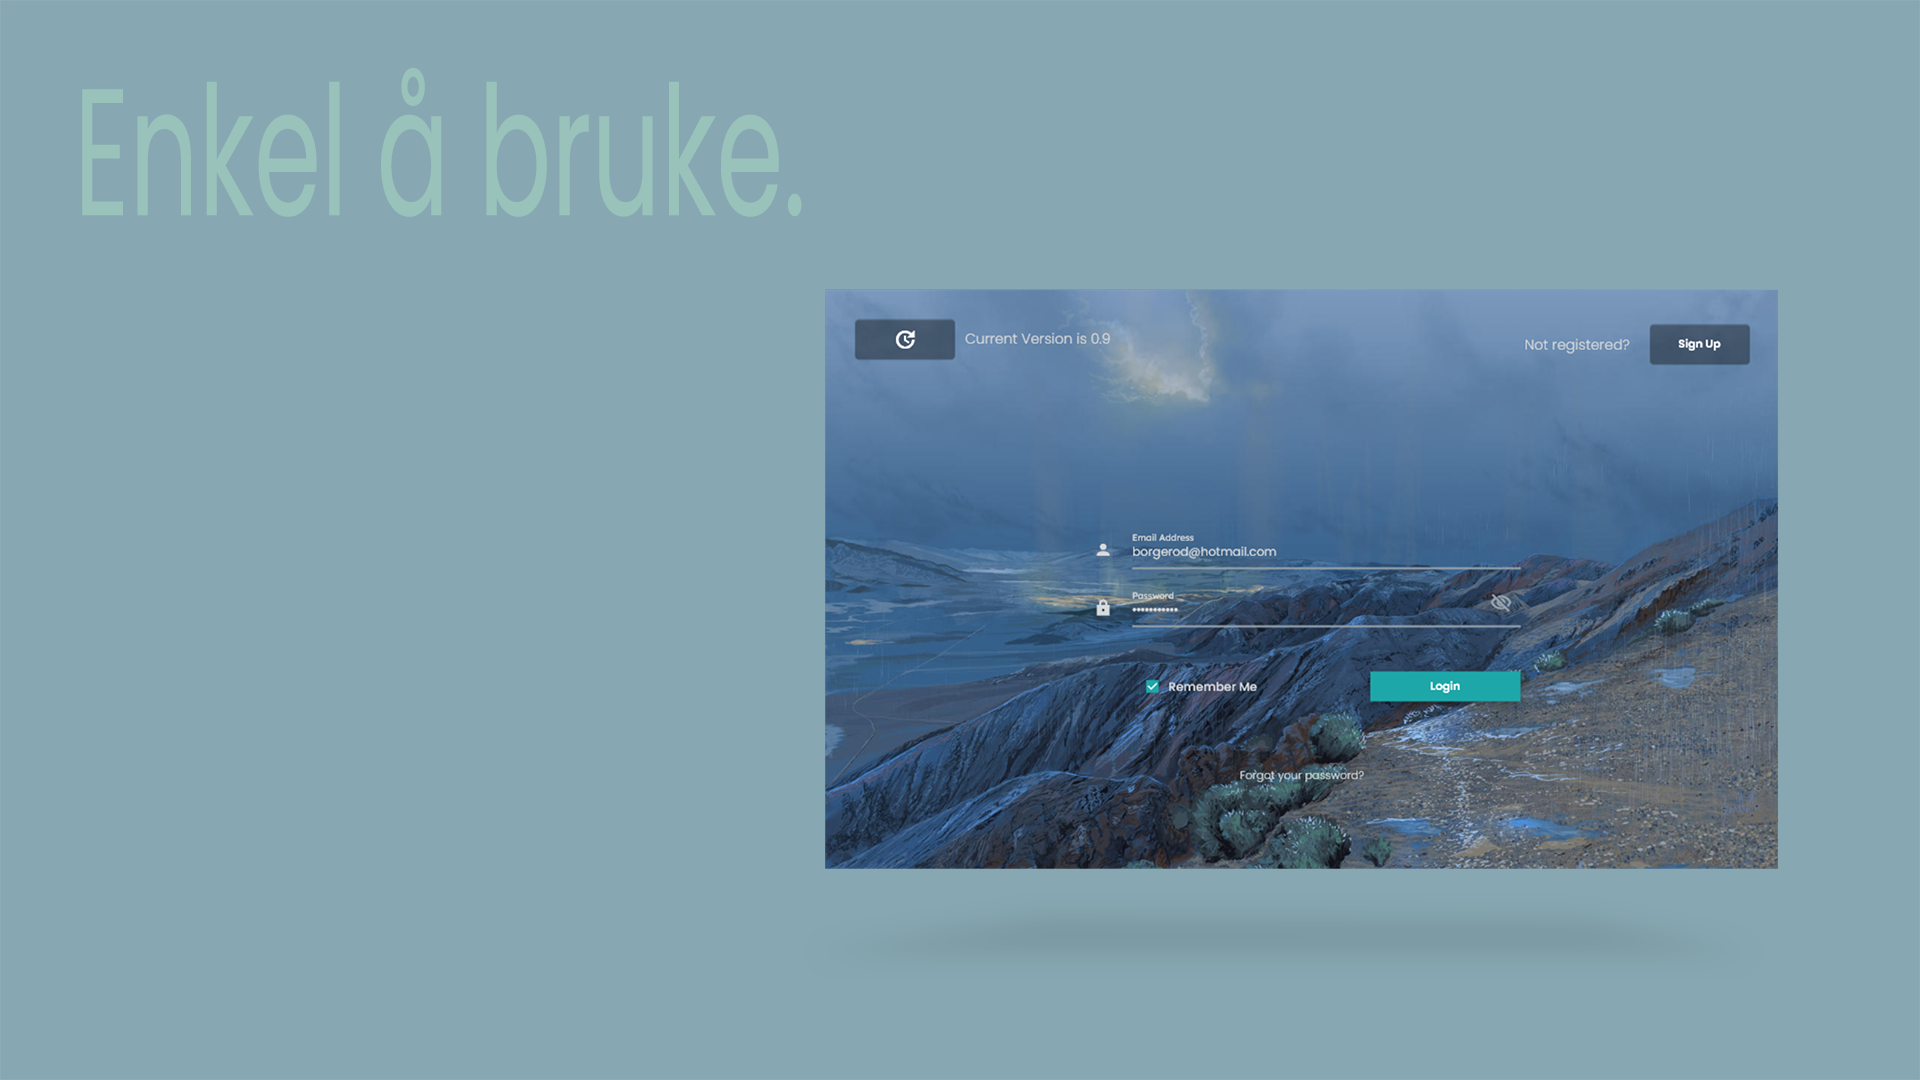 Enkel å bruke.
Current Version is 0.9
Not registered?
Sign Up
Email Address
borgerod@hotmail.com
Password
•••••••••••
Remember Me
Login
Forgot your password?